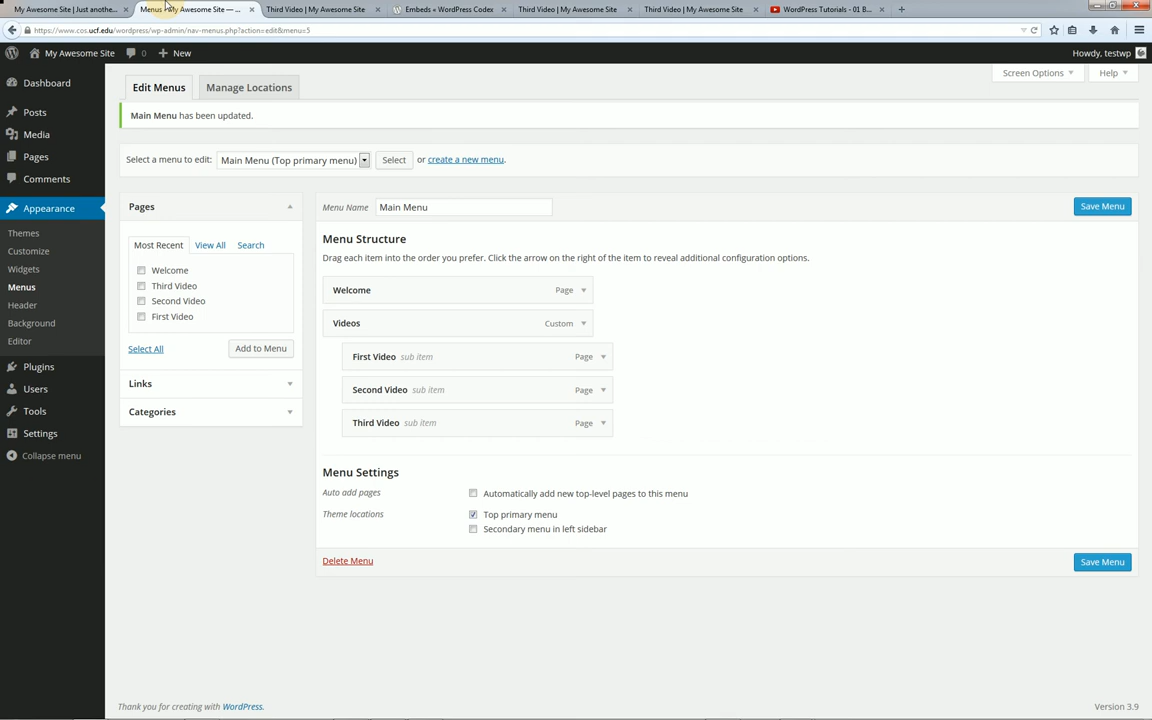 My Awesome Site | Just anothe...
Menus ‹ My Awesome Site — ...
Third Video | My Awesome Site
Embeds « WordPress Codex
Third Video | My Awesome Site
Third Video | My Awesome Site
WordPress Tutorials - 01 B...
https://www.cos.ucf.edu/wordpress/wp-admin/nav-menus.php?action=edit&menu=5
My Awesome Site
0
New
Howdy, testwp
Dashboard
Posts
Media
Pages
Comments
Appearance
Themes
Customize
Widgets
Menus
Header
Background
Editor
Plugins
Users
Tools
Settings
Collapse menu
Screen Options
Help
Edit Menus
Manage Locations
Main Menu has been updated.
Select a menu to edit: Main Menu (Top primary menu) Select or create a new menu.
Pages
Most Recent View All Search
Welcome
Third Video
Second Video
First Video
Select All Add to Menu
Links
Categories
Menu Name Main Menu Save Menu
Menu Structure
Drag each item into the order you prefer. Click the arrow on the right of the item to reveal additional configuration options.
Welcome Page
Videos Custom
First Video sub item Page
Second Video sub item Page
Third Video sub item Page
Menu Settings
Auto add pages Automatically add new top-level pages to this menu
Theme locations Top primary menu
Secondary menu in left sidebar
Delete Menu Save Menu
Thank you for creating with WordPress.
Version 3.9